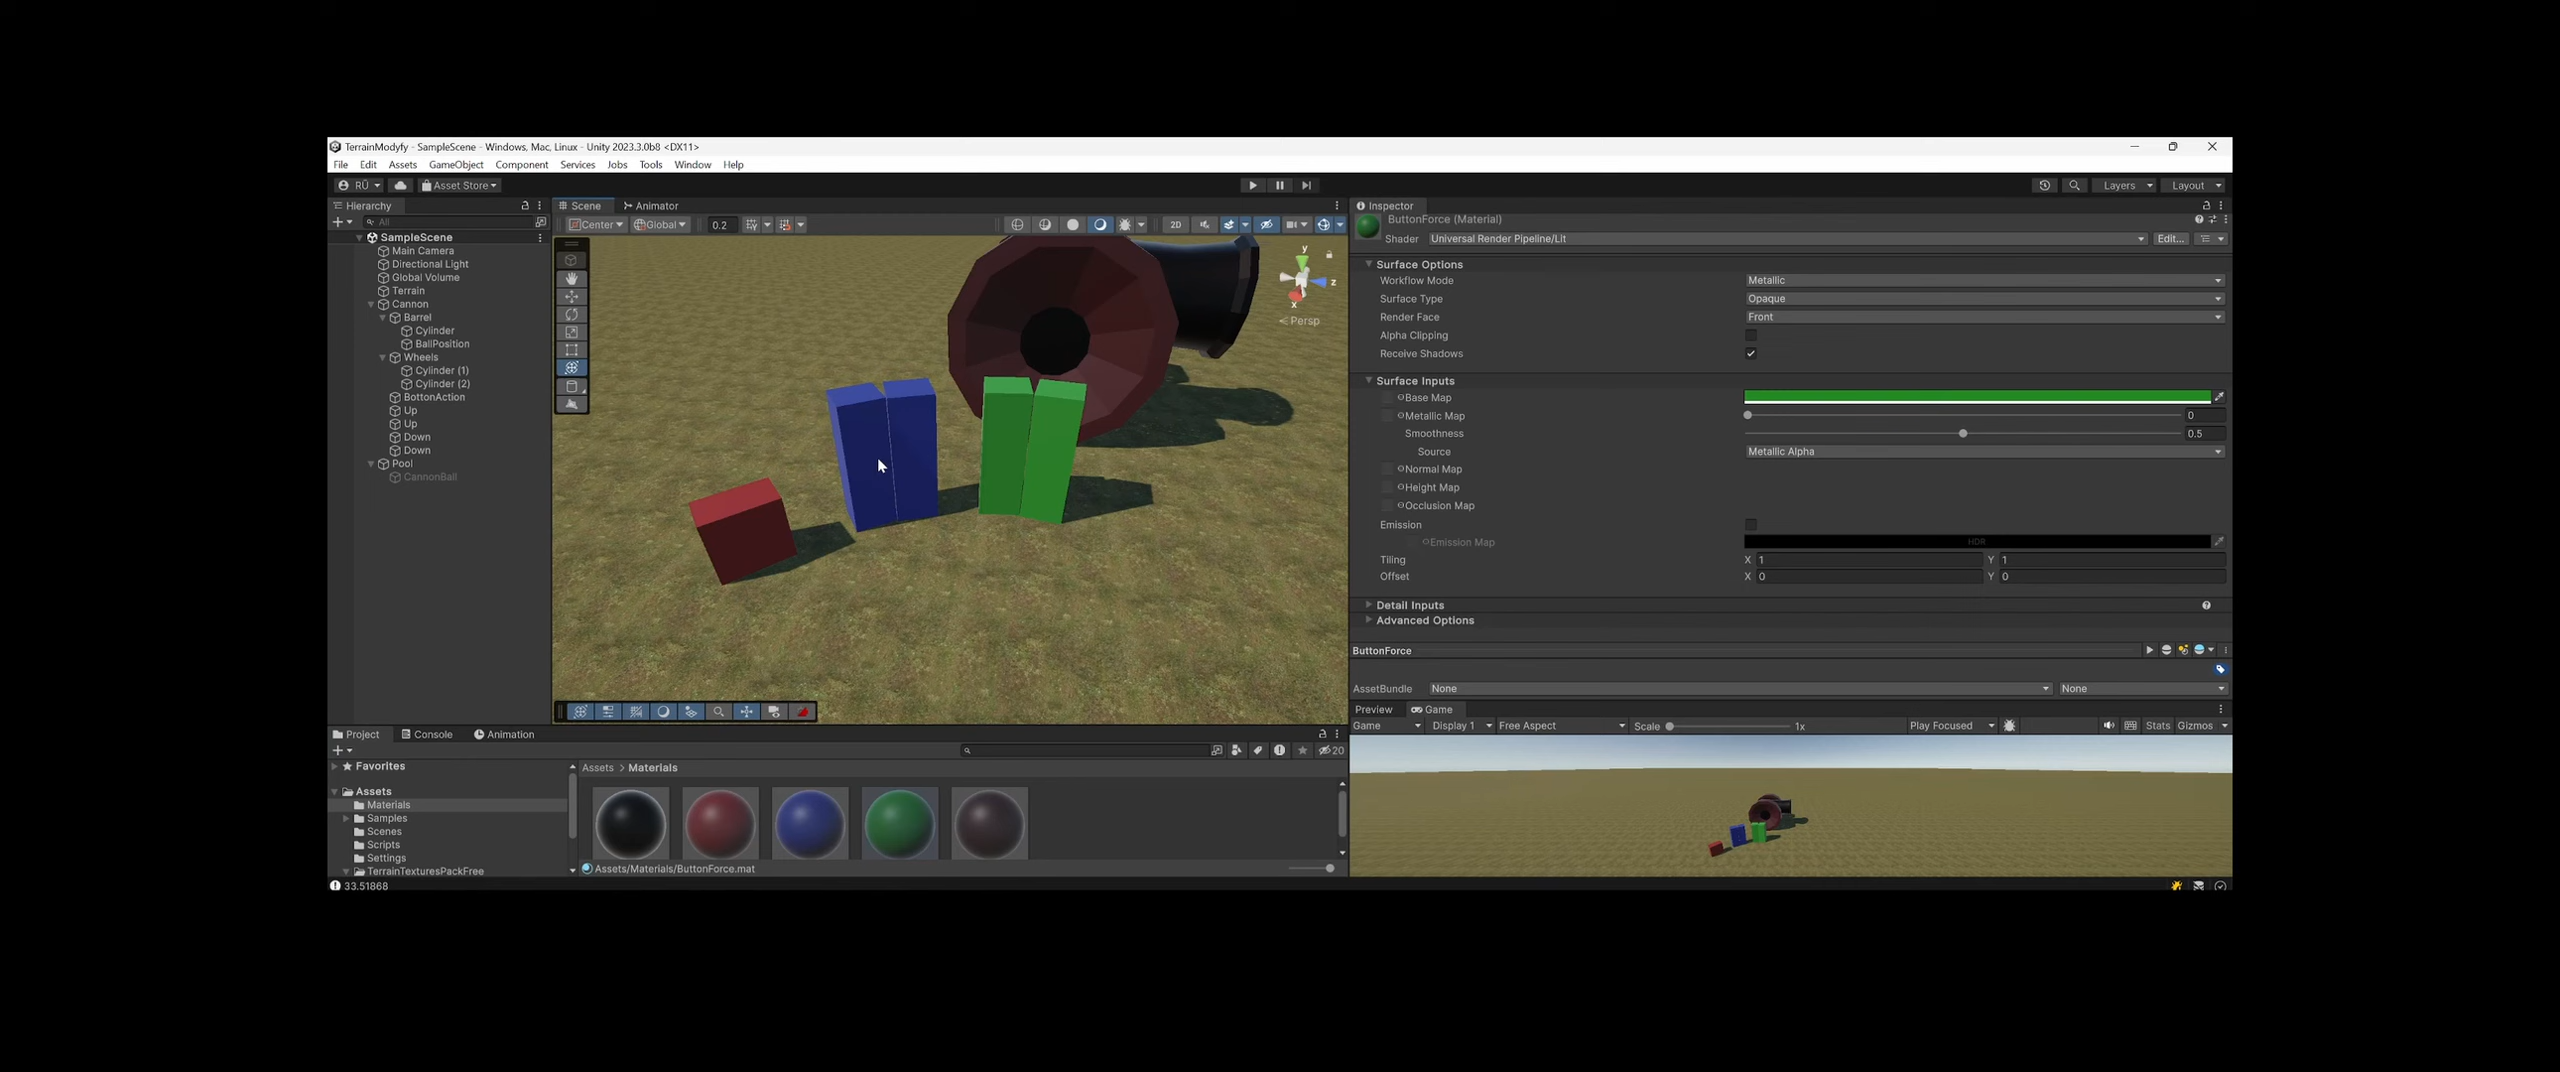 TerrainModyfy - SampleScene - Windows, Mac, Linux - Unity 2023.3.0b8 <DX11>
File Edit Assets GameObject Component Services Jobs Tools Window Help
RÜ Asset Store Layers Layout
Hierarchy
All
SampleScene
Main Camera
Directional Light
Global Volume
Terrain
Cannon
Barrel
Cylinder
BallPosition
Wheels
Cylinder (1)
Cylinder (2)
BottonAction
Up
Up
Down
Down
Pool
CannonBall
Scene Animator
Center Global 0.2 2D
y
z
x
Persp
Inspector
ButtonForce (Material)
Shader Universal Render Pipeline/Lit Edit...
Surface Options
Workflow Mode Metallic
Surface Type Opaque
Render Face Front
Alpha Clipping
Receive Shadows
Surface Inputs
Base Map
Metallic Map 0
Smoothness 0.5
Source Metallic Alpha
Normal Map
Height Map
Occlusion Map
Emission
Emission Map HDR
Tiling X 1 Y 1
Offset X 0 Y 0
Detail Inputs
Advanced Options
ButtonForce
AssetBundle None None
Preview Game
Game Display 1 Free Aspect Scale 1x Play Focused Stats Gizmos
Project Console Animation
20
Favorites
Assets
Materials
Samples
Scenes
Scripts
Settings
TerrainTexturesPackFree
Assets > Materials
Assets/Materials/ButtonForce.mat
33.51868